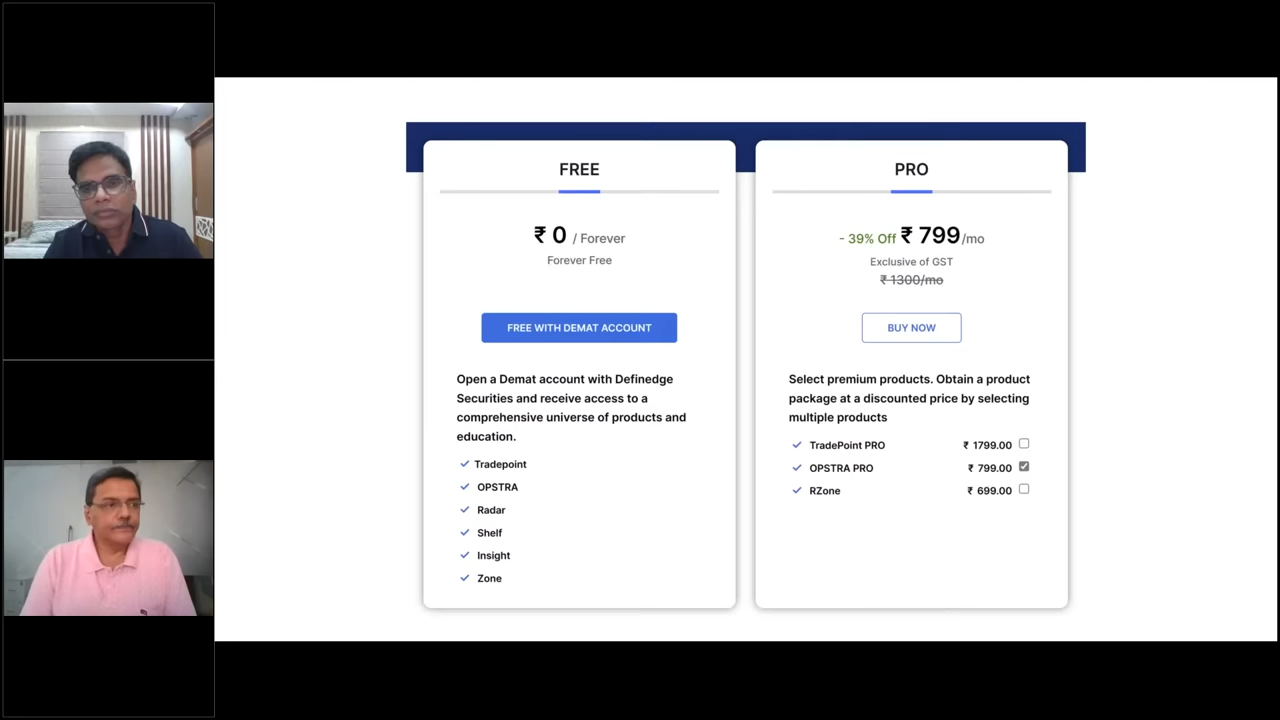 FREE
₹ 0 / Forever
Forever Free
FREE WITH DEMAT ACCOUNT
Open a Demat account with Definedge
Securities and receive access to a
comprehensive universe of products and
education.
Tradepoint
OPSTRA
Radar
Shelf
Insight
Zone
PRO
- 39% Off ₹ 799/mo
Exclusive of GST
₹ 1300/mo
BUY NOW
Select premium products. Obtain a product
package at a discounted price by selecting
multiple products
TradePoint PRO ₹ 1799.00
OPSTRA PRO ₹ 799.00
RZone ₹ 699.00